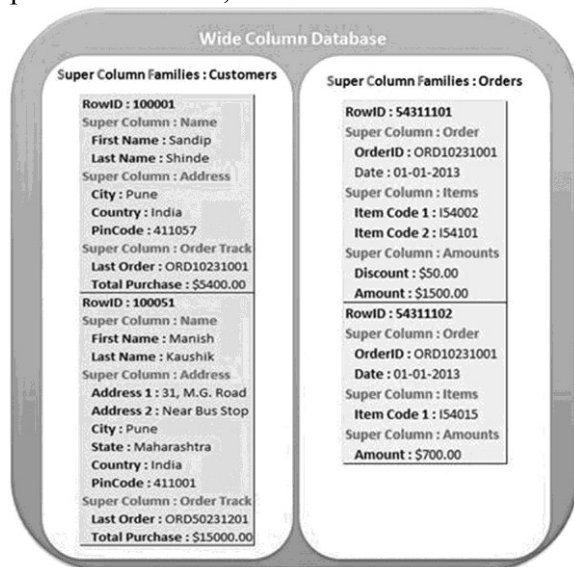 Wide Column Database
Super Column Families : Customers
RowID : 100001
Super Column : Name
First Name : Sandip
Last Name : Shinde
Super Column : Address
City : Pune
Country : India
PinCode : 411057
Super Column : Order Track
Last Order : ORD10231001
Total Purchase : $5400.00
RowID : 100051
Super Column : Name
First Name : Manish
Last Name : Kaushik
Super Column : Address
Address 1 : 31, M.G. Road
Address 2 : Near Bus Stop
City : Pune
State : Maharashtra
Country : India
PinCode : 411001
Super Column : Order Track
Last Order : ORD50231201
Total Purchase : $15000.00
Super Column Families : Orders
RowID : 54311101
Super Column : Order
OrderID : ORD10231001
Date : 01-01-2013
Super Column : Items
Item Code 1 : I54002
Item Code 2 : I54101
Super Column : Amounts
Discount : $50.00
Amount : $1500.00
RowID : 54311102
Super Column : Order
OrderID : ORD10231001
Date : 01-01-2013
Super Column : Items
Item Code 1 : I54015
Super Column : Amounts
Amount : $700.00